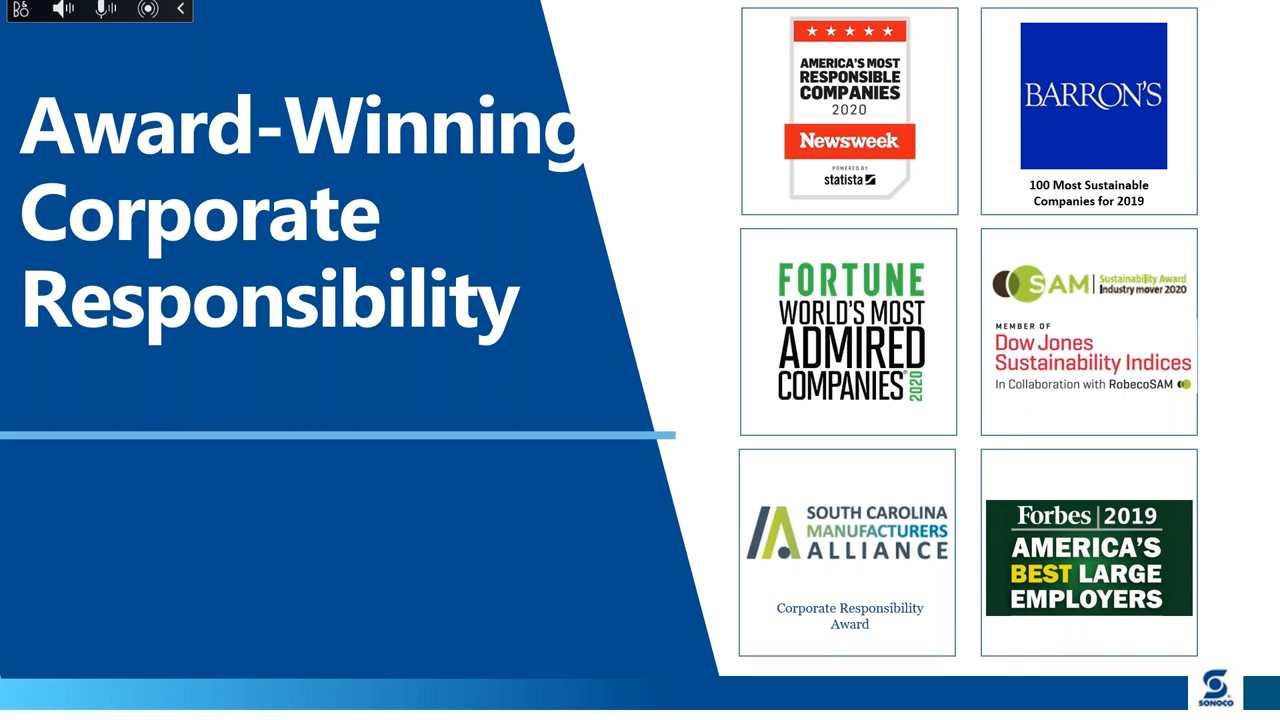 Award-Winning
Corporate
Responsibility
AMERICA'S MOST
RESPONSIBLE
COMPANIES
2020
Newsweek
POWERED BY
statista
BARRON'S
100 Most Sustainable
Companies for 2019
FORTUNE
WORLD'S MOST
ADMIRED
COMPANIES®
2020
SAM
Sustainability Award
Industry mover 2020
MEMBER OF
Dow Jones
Sustainability Indices
In Collaboration with RobecoSAM
SOUTH CAROLINA
MANUFACTURERS
ALLIANCE
Corporate Responsibility
Award
Forbes | 2019
AMERICA'S
BEST LARGE
EMPLOYERS
SONOCO